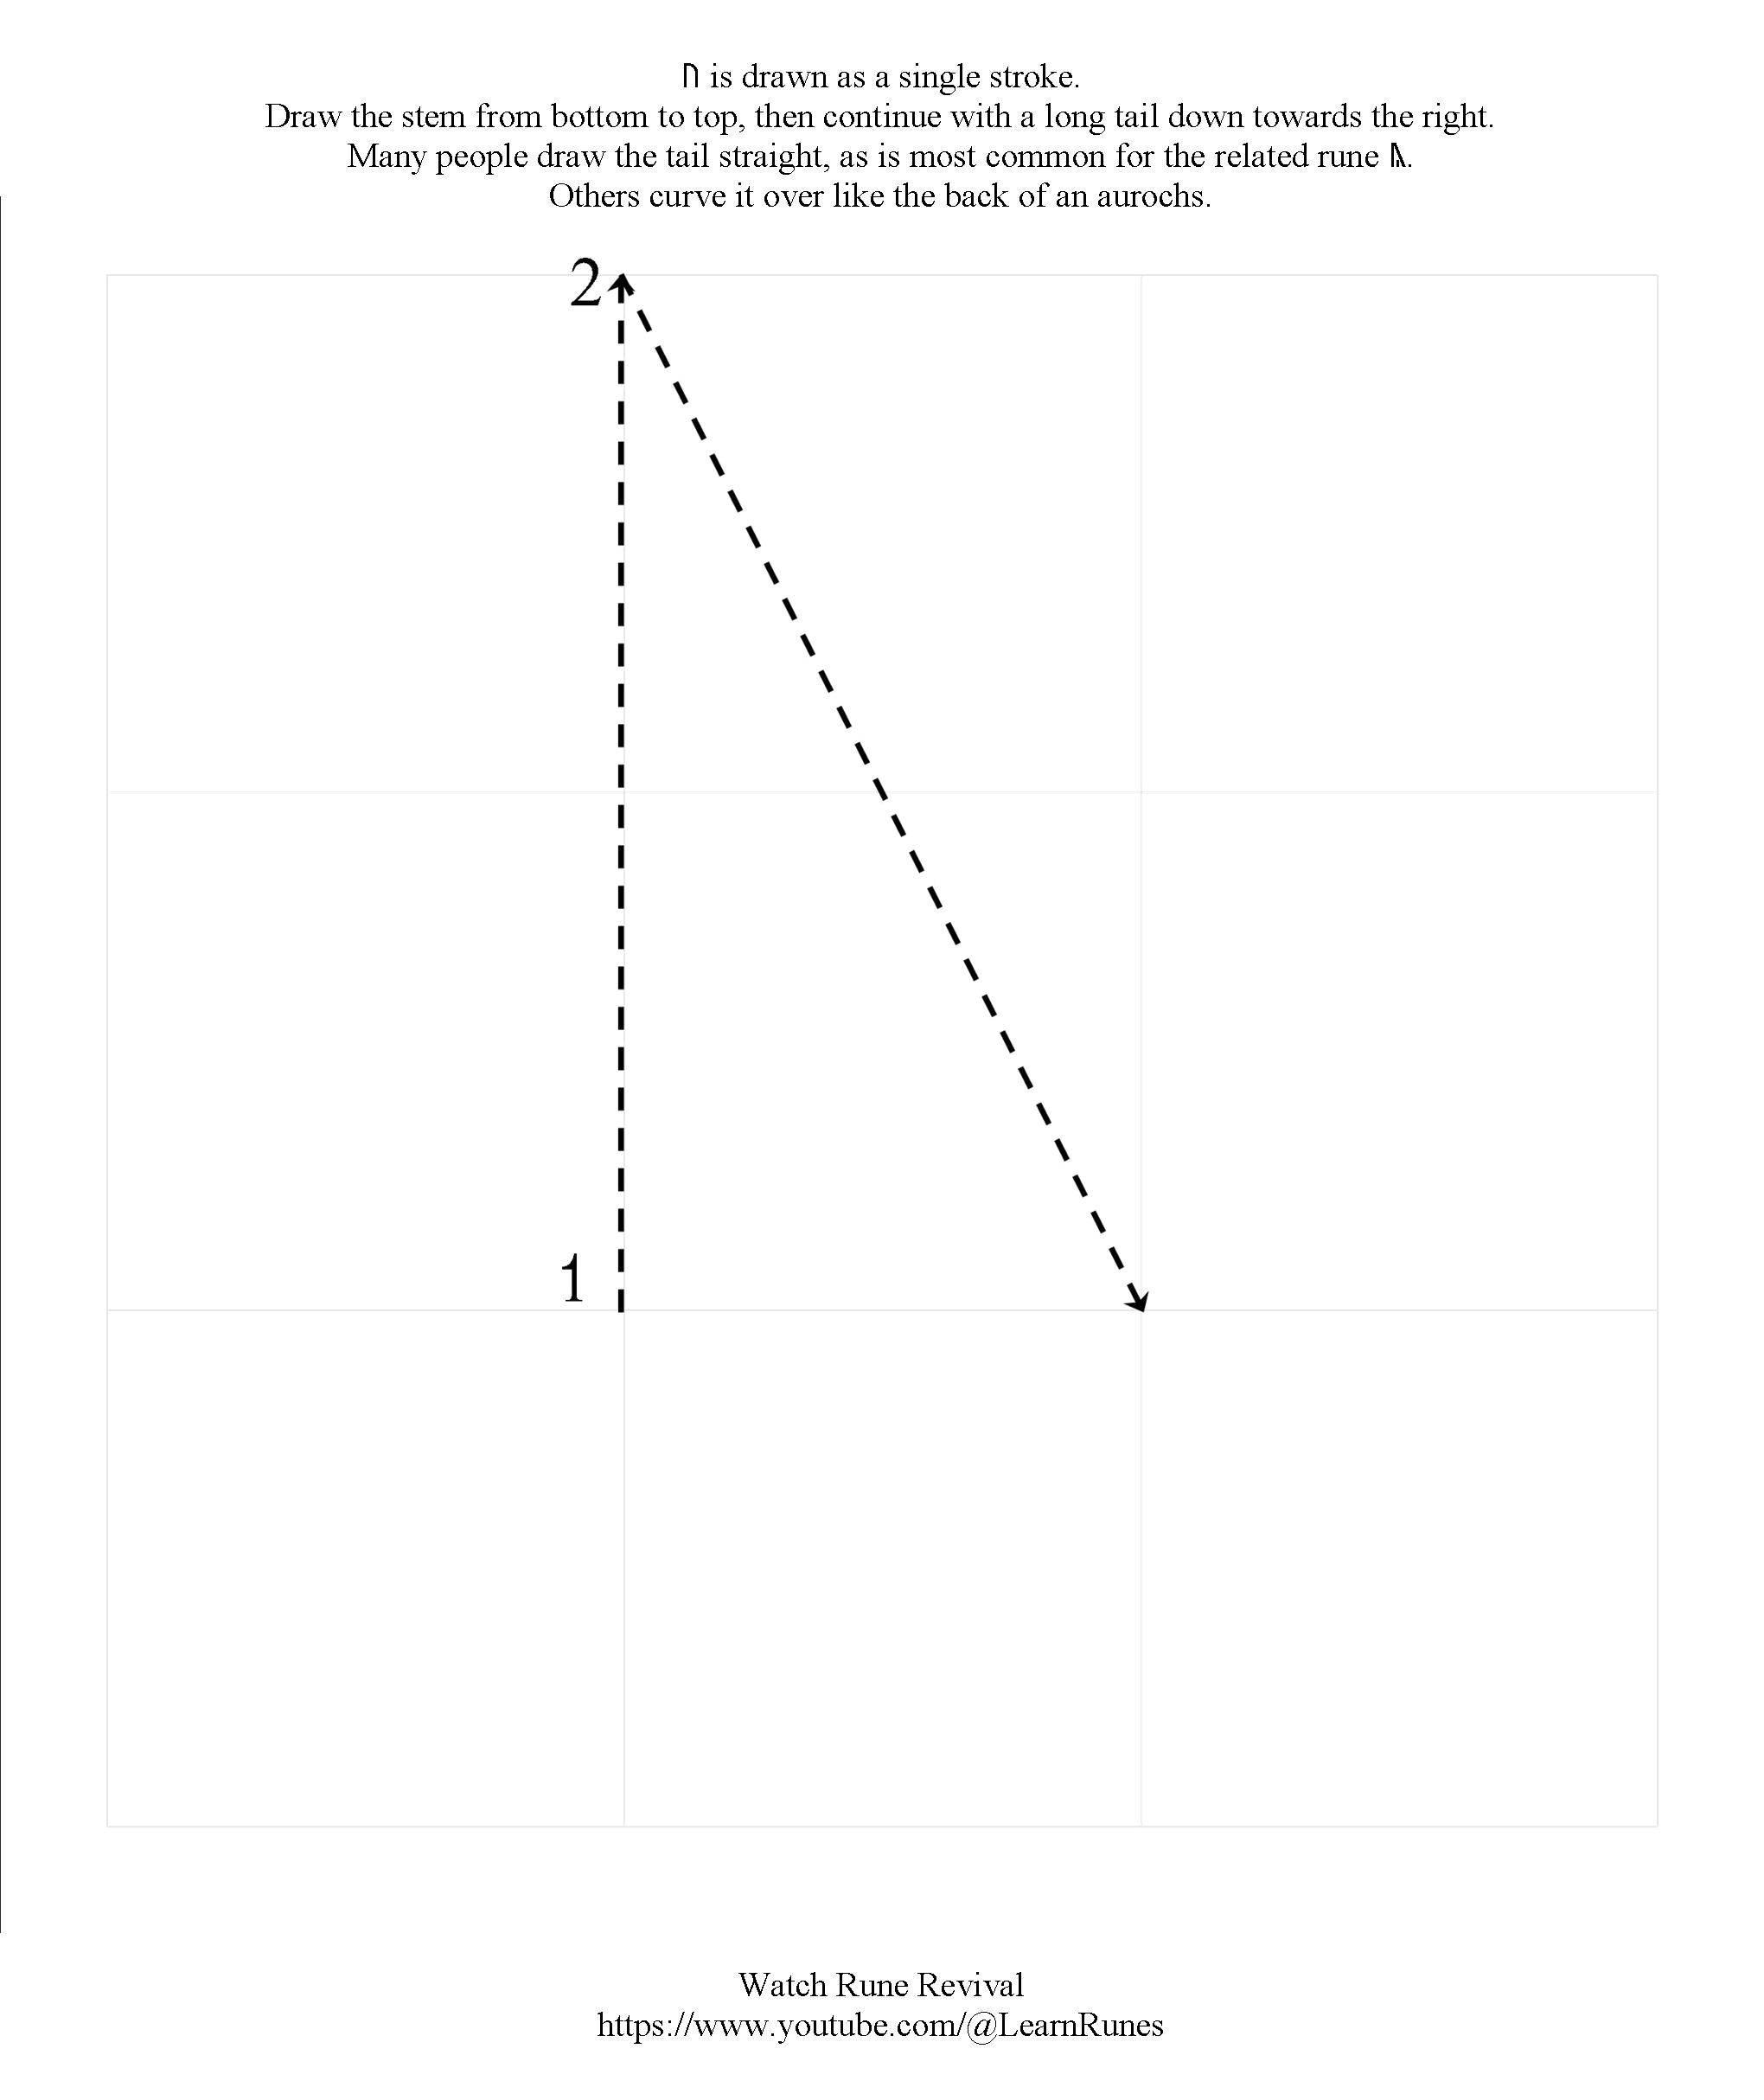 ᚢ is drawn as a single stroke.
Draw the stem from bottom to top, then continue with a long tail down towards the right.
Many people draw the tail straight, as is most common for the related rune ᚣ.
Others curve it over like the back of an aurochs.
2
1
Watch Rune Revival
https://www.youtube.com/@LearnRunes